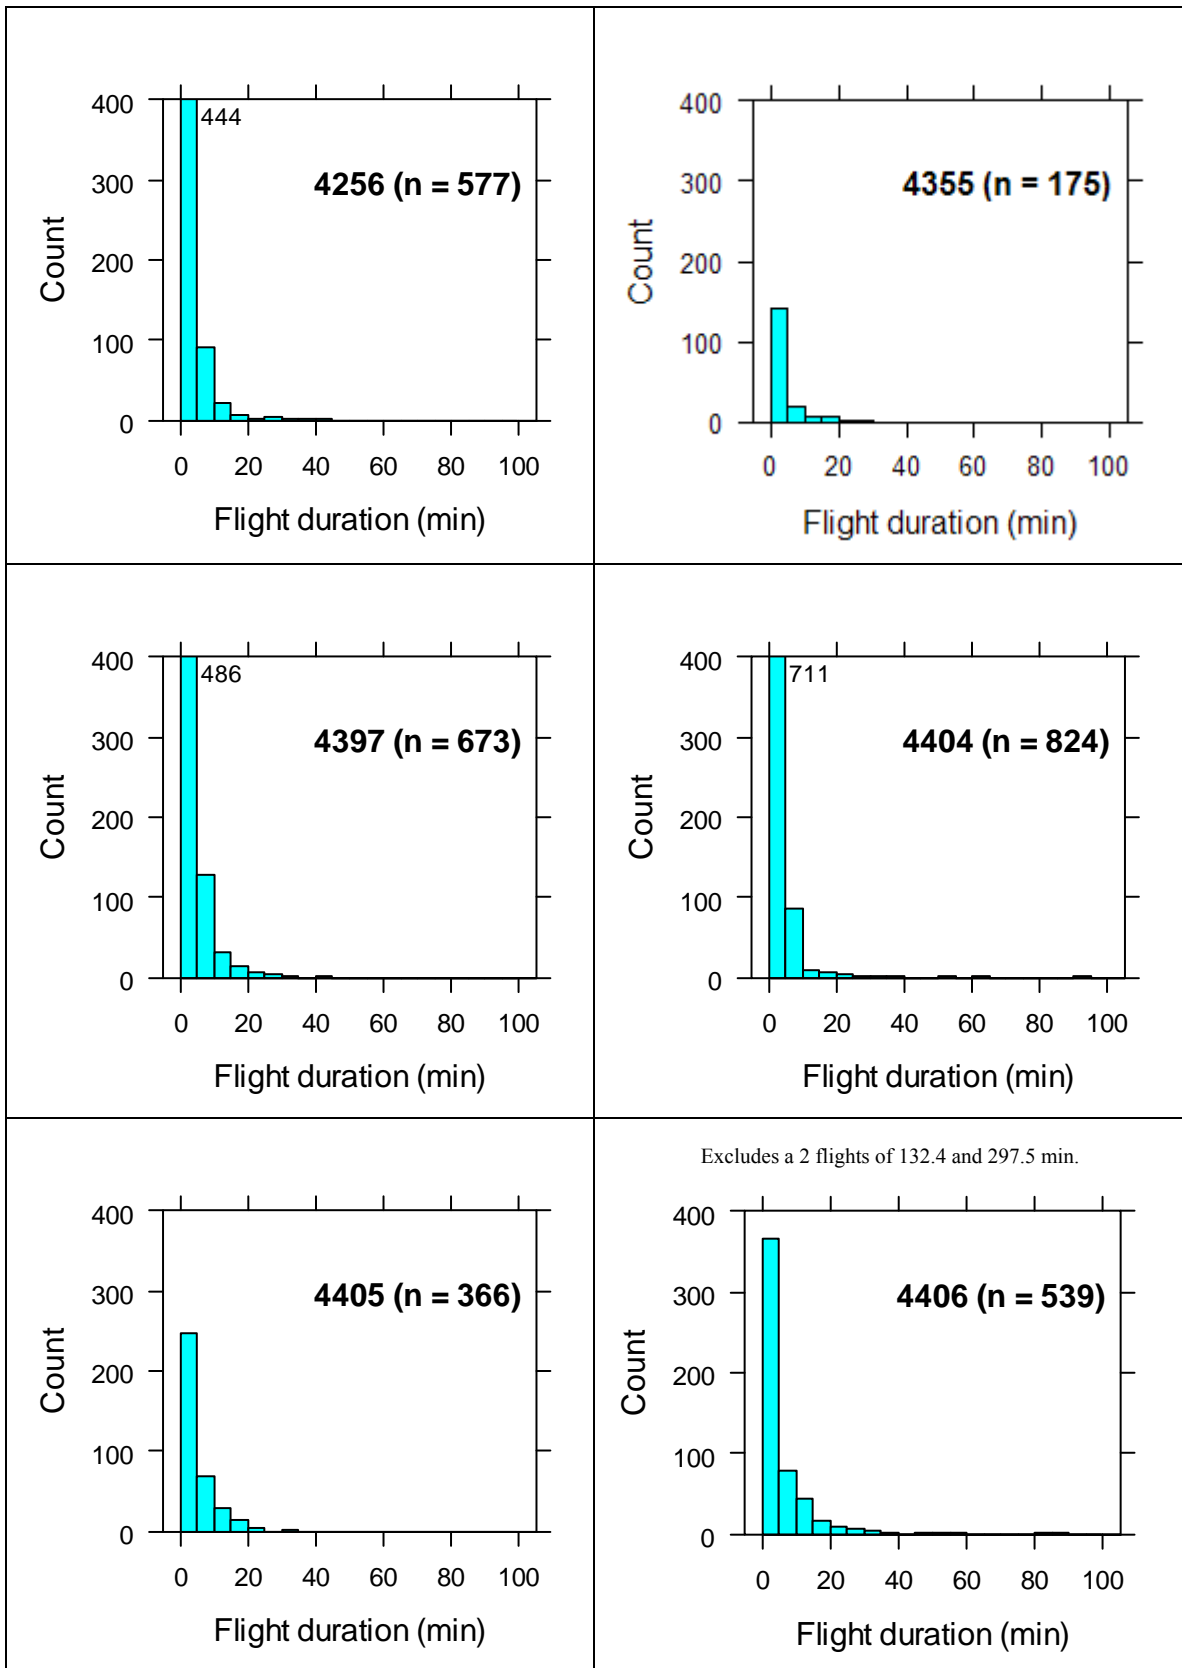 400
444
4256 (n = 577)
300
Count
200
100
0
0 20 40 60 80 100
Flight duration (min)
400
4355 (n = 175)
300
Count
200
100
0
0 20 40 60 80 100
Flight duration (min)
400
486
4397 (n = 673)
300
Count
200
100
0
0 20 40 60 80 100
Flight duration (min)
400
711
4404 (n = 824)
300
Count
200
100
0
0 20 40 60 80 100
Flight duration (min)
400
4405 (n = 366)
300
Count
200
100
0
0 20 40 60 80 100
Flight duration (min)
Excludes a 2 flights of 132.4 and 297.5 min.
400
4406 (n = 539)
300
Count
200
100
0
0 20 40 60 80 100
Flight duration (min)